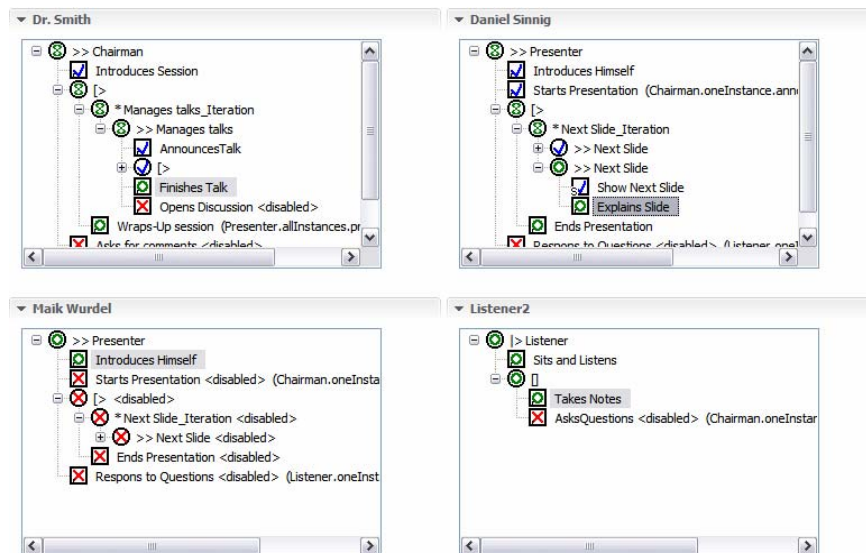 Dr. Smith
>> Chairman
Introduces Session
[>
* Manages talks_Iteration
>> Manages talks
AnnouncesTalk
[>
Finishes Talk
Opens Discussion <disabled>
Wraps-Up session (Presenter.allInstances.pr
Asks for comments <disabled>
Daniel Sinnig
>> Presenter
Introduces Himself
Starts Presentation (Chairman.oneInstance.ann
[>
* Next Slide_Iteration
>> Next Slide
>> Next Slide
Show Next Slide
Explains Slide
Ends Presentation
Respons to Questions <disabled> (Listener.oneI
Maik Wurdel
>> Presenter
Introduces Himself
Starts Presentation <disabled> (Chairman.oneInsta
[> <disabled>
* Next Slide_Iteration <disabled>
>> Next Slide <disabled>
Ends Presentation <disabled>
Respons to Questions <disabled> (Listener.oneInst
Listener2
|> Listener
Sits and Listens
[]
Takes Notes
AsksQuestions <disabled> (Chairman.oneInstar